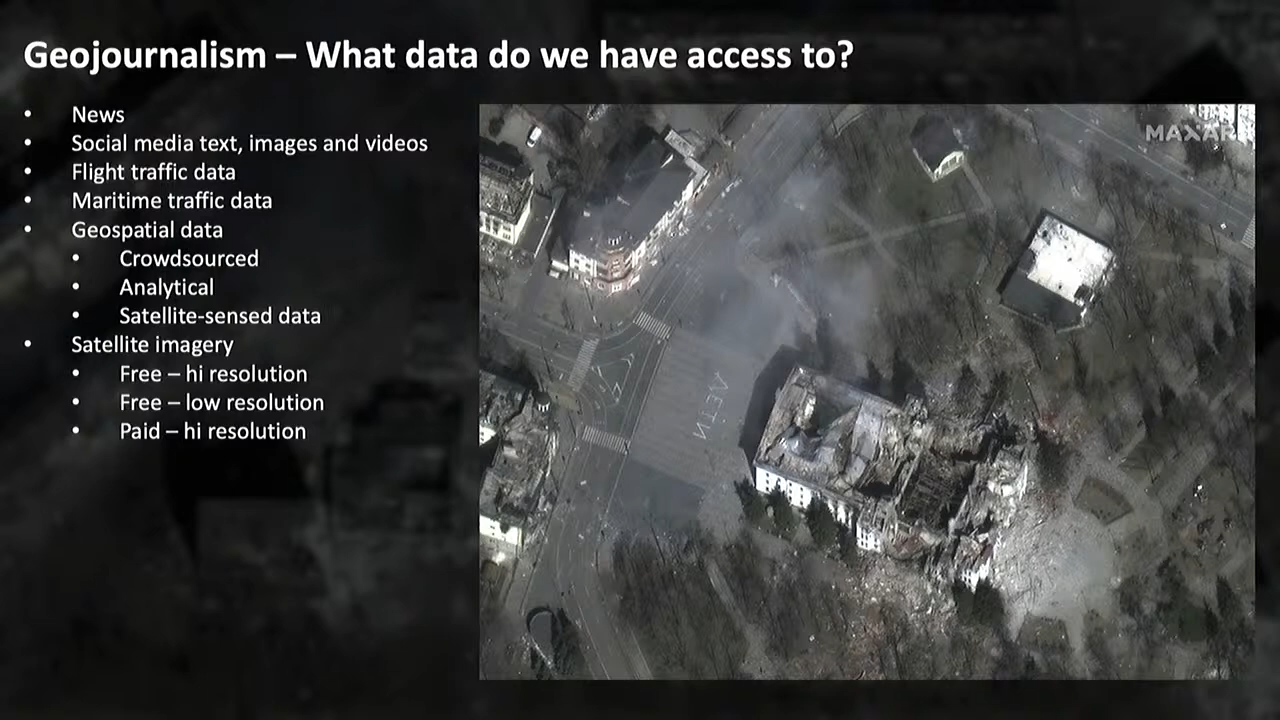 Geojournalism – What data do we have access to?
• News
• Social media text, images and videos
• Flight traffic data
• Maritime traffic data
• Geospatial data
• Crowdsourced
• Analytical
• Satellite-sensed data
• Satellite imagery
• Free – hi resolution
• Free – low resolution
• Paid – hi resolution
MAXAR
ДЕТИ